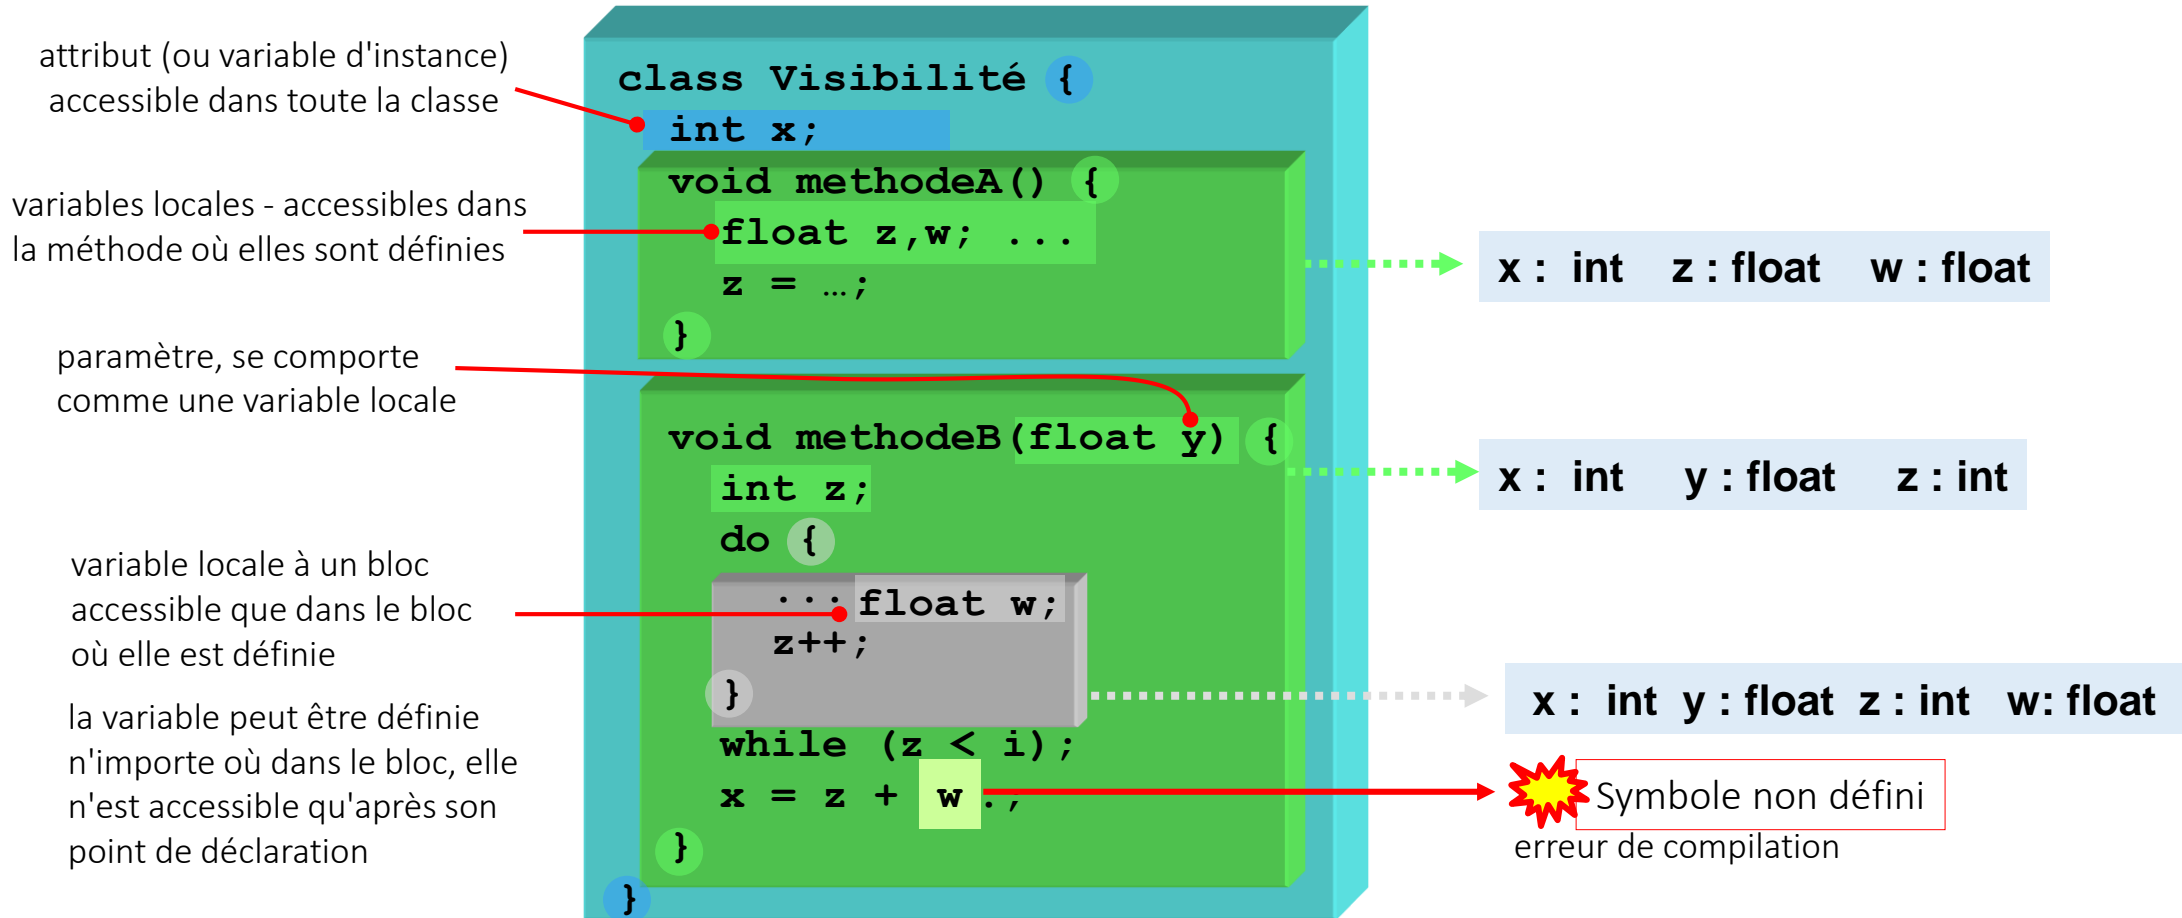 attribut (ou variable d'instance)
accessible dans toute la classe
variables locales - accessibles dans
la méthode où elles sont définies
paramètre, se comporte
comme une variable locale
variable locale à un bloc
accessible que dans le bloc
où elle est définie
la variable peut être définie
n'importe où dans le bloc, elle
n'est accessible qu'après son
point de déclaration
class Visibilité {
int x;
void methodeA() {
float z,w; ...
z = …;
}
void methodeB(float y) {
int z;
do {
... float w;
z++;
}
while (z < i);
x = z + w.;
}
}
x : int z : float w : float
x : int y : float z : int
x : int y : float z : int w: float
Symbole non défini
erreur de compilation